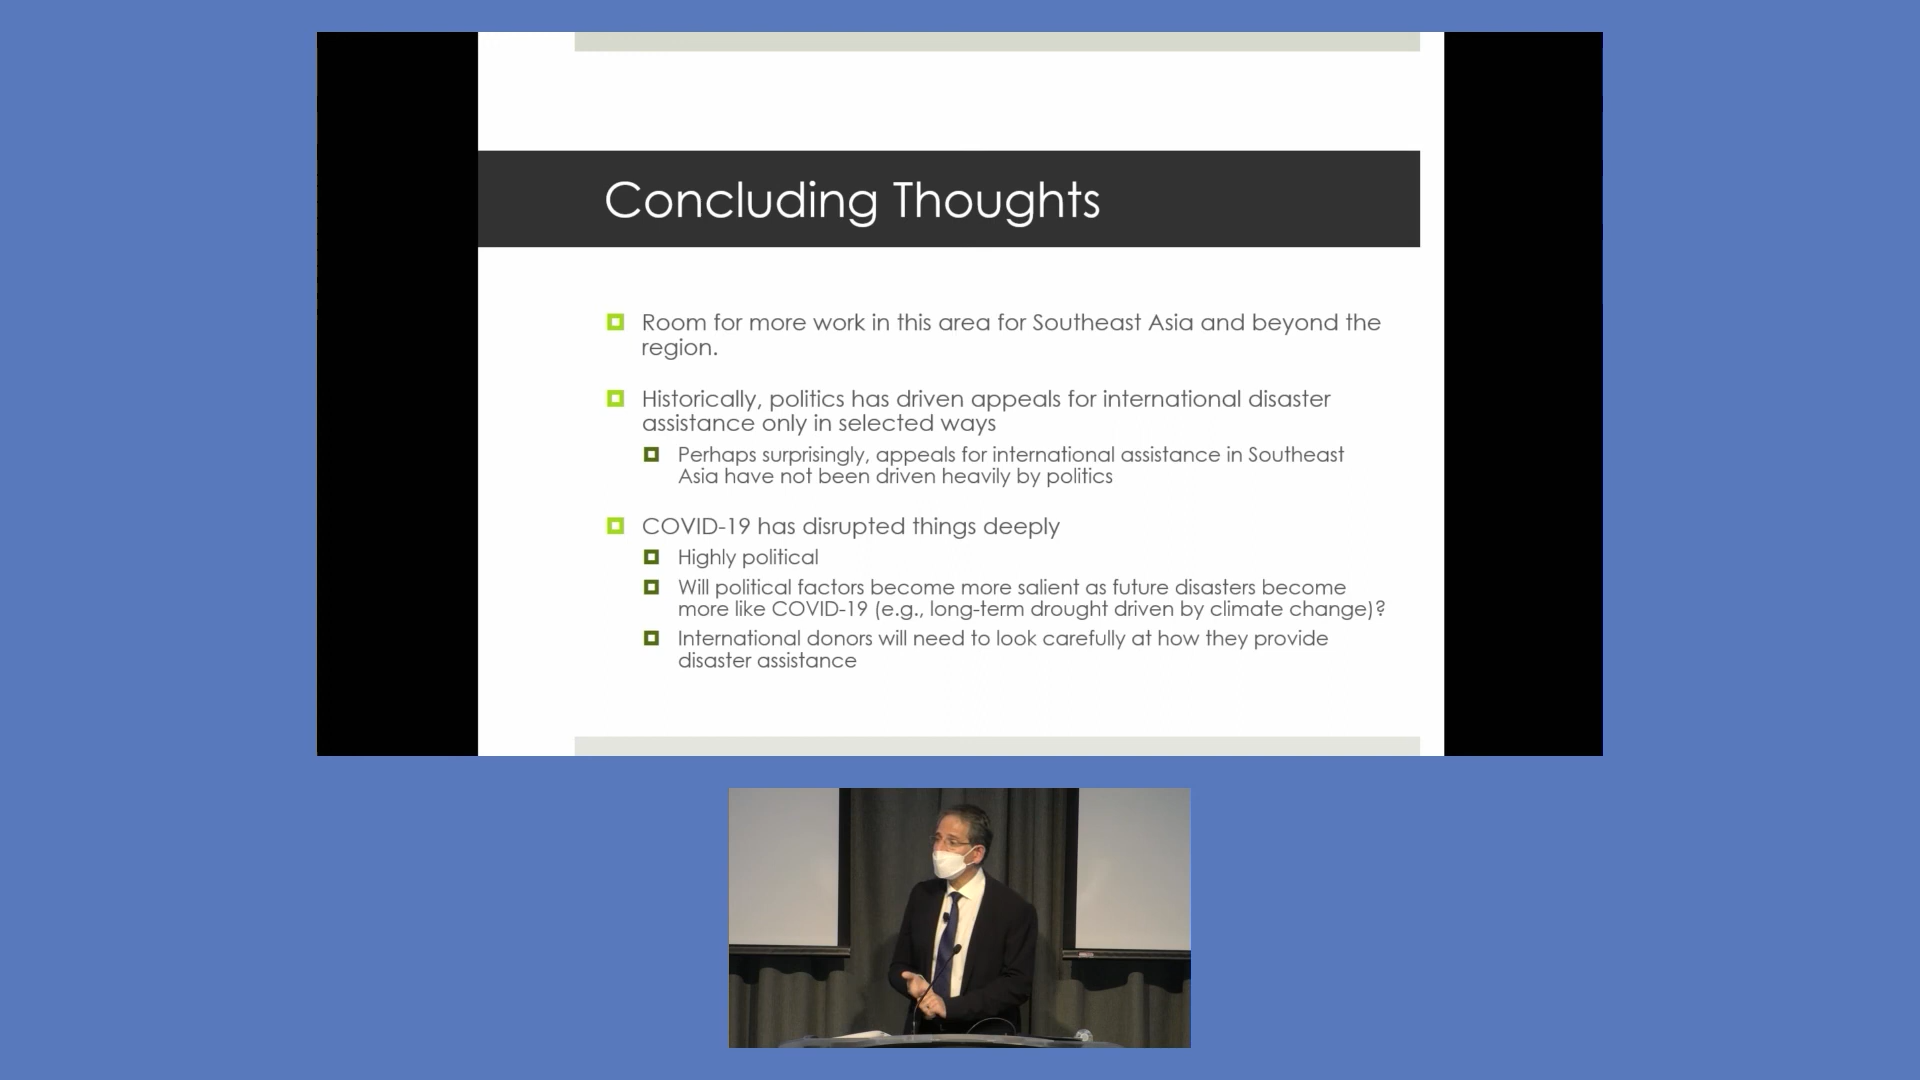 Concluding Thoughts
Room for more work in this area for Southeast Asia and beyond the
region.
Historically, politics has driven appeals for international disaster
assistance only in selected ways
Perhaps surprisingly, appeals for international assistance in Southeast
Asia have not been driven heavily by politics
COVID-19 has disrupted things deeply
Highly political
Will political factors become more salient as future disasters become
more like COVID-19 (e.g., long-term drought driven by climate change)?
International donors will need to look carefully at how they provide
disaster assistance